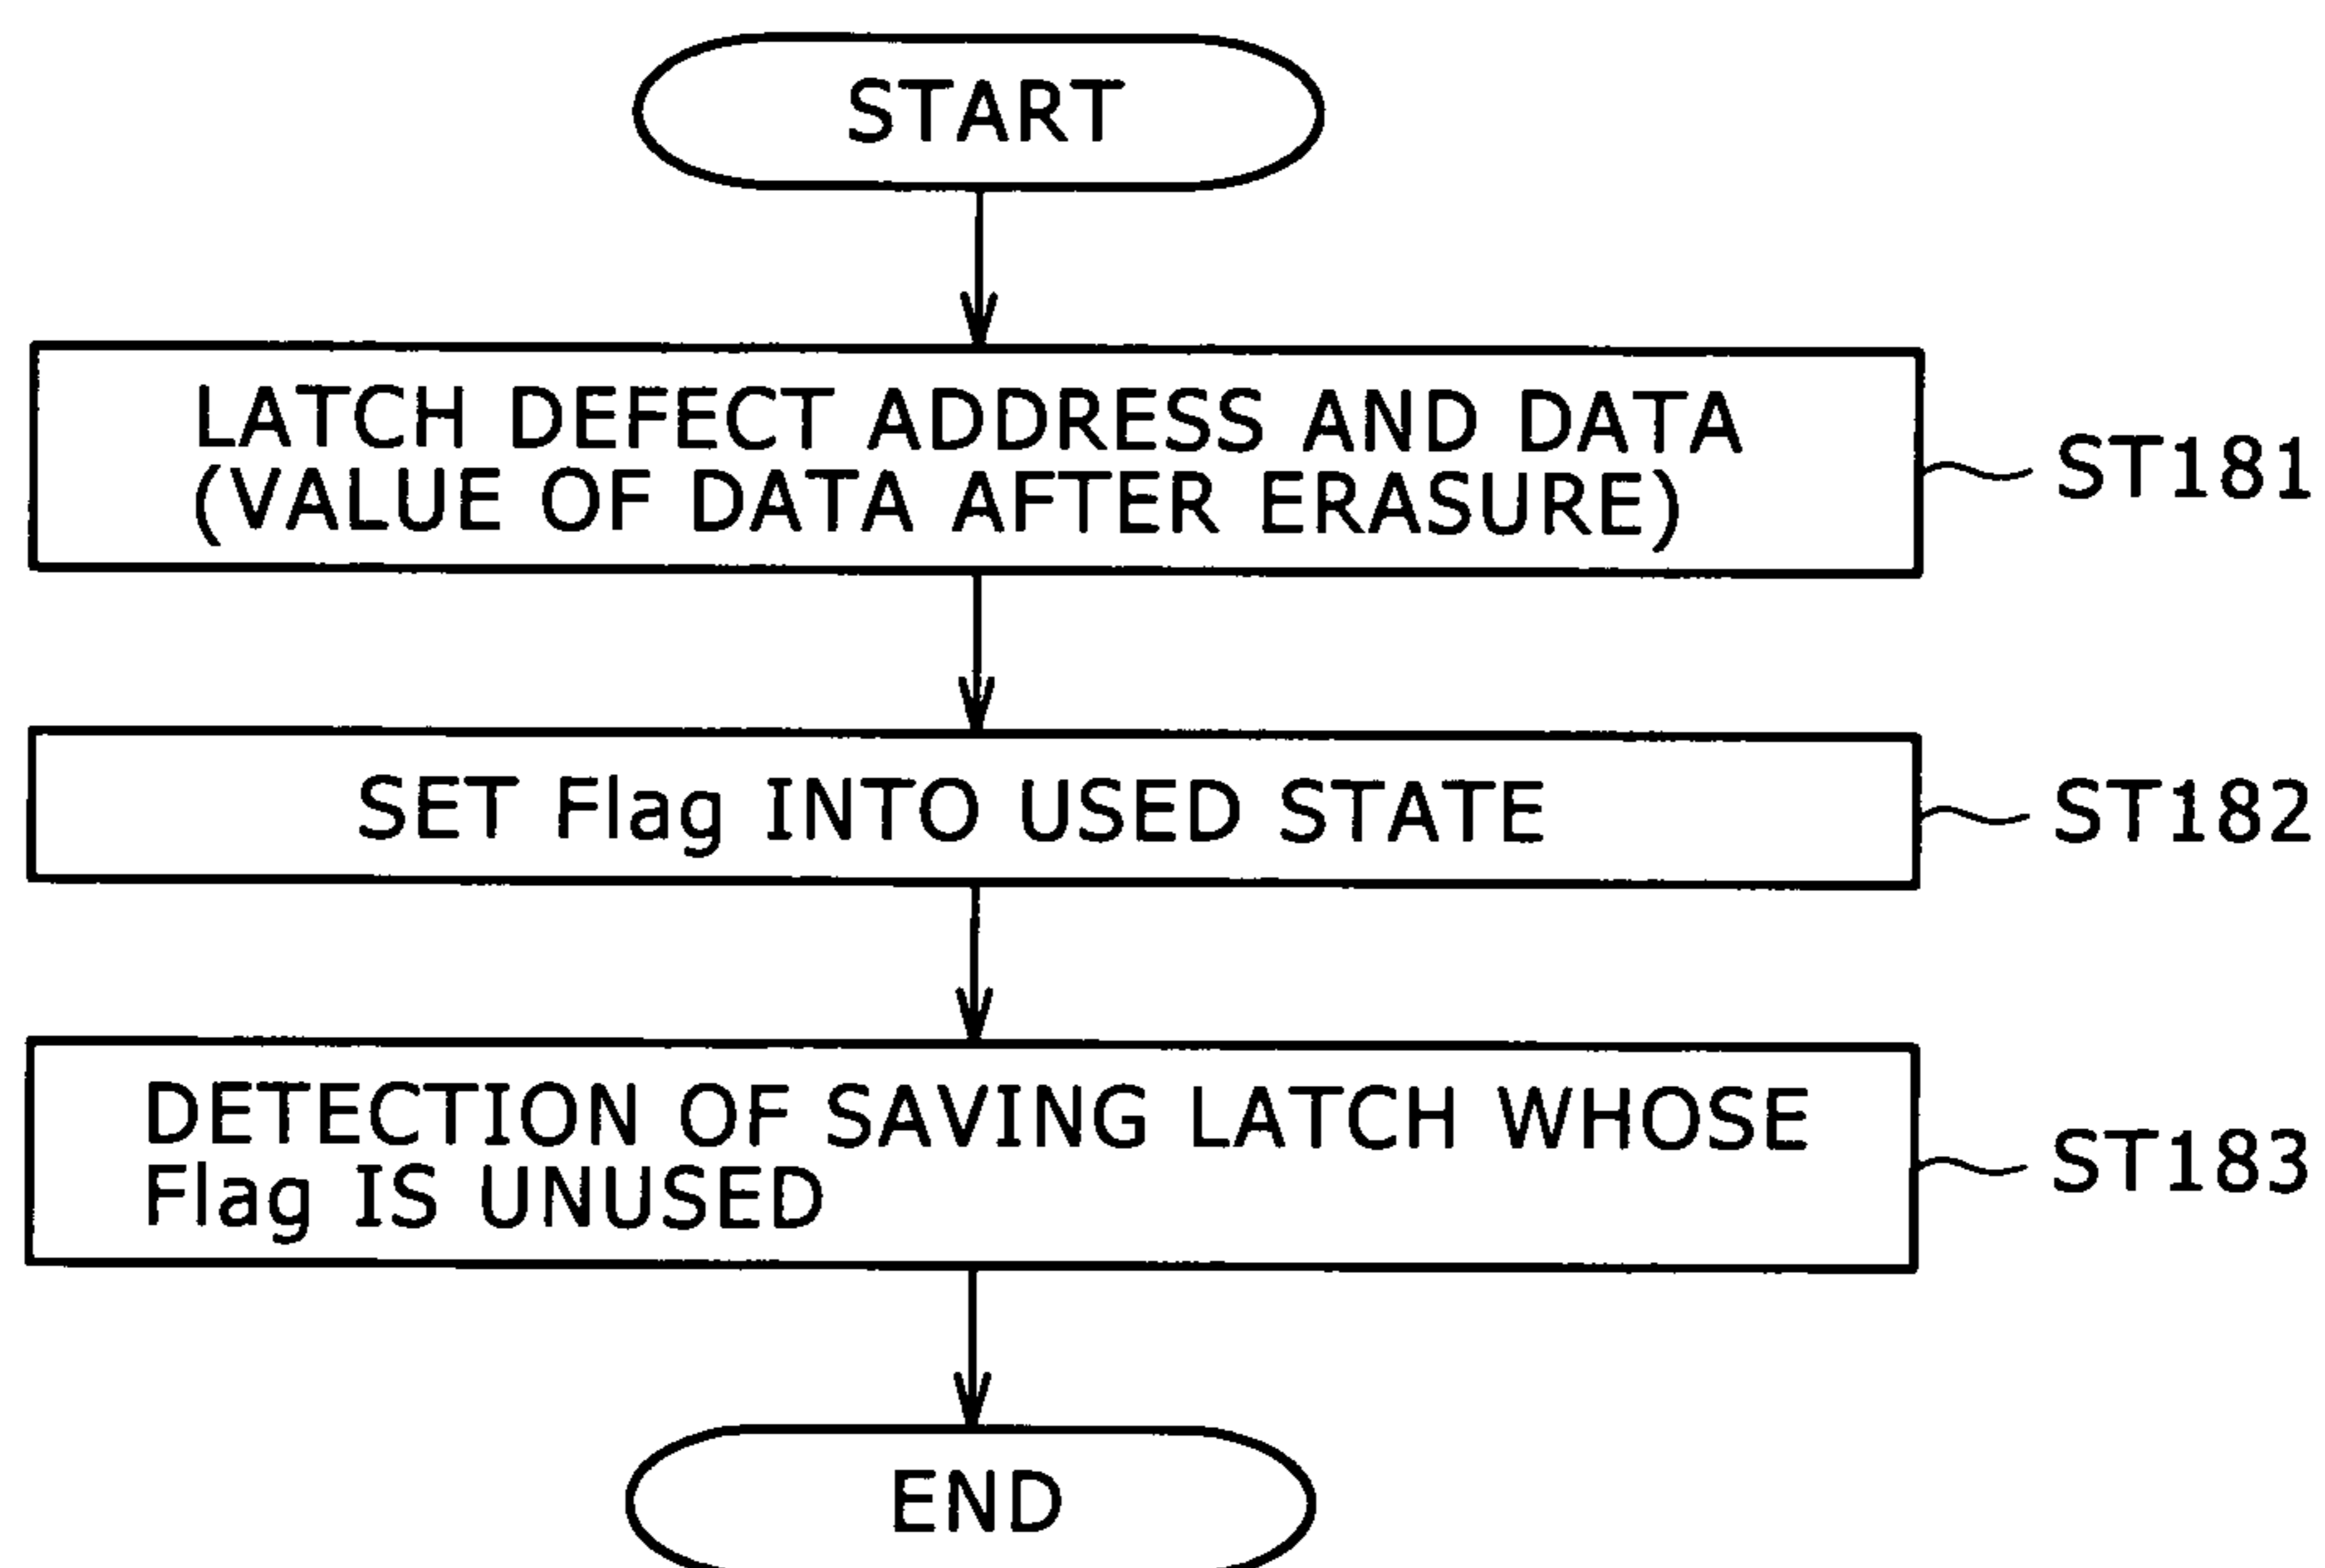 START
LATCH DEFECT ADDRESS AND DATA
(VALUE OF DATA AFTER ERASURE)
ST181
SET Flag INTO USED STATE
ST182
DETECTION OF SAVING LATCH WHOSE
Flag IS UNUSED
ST183
END